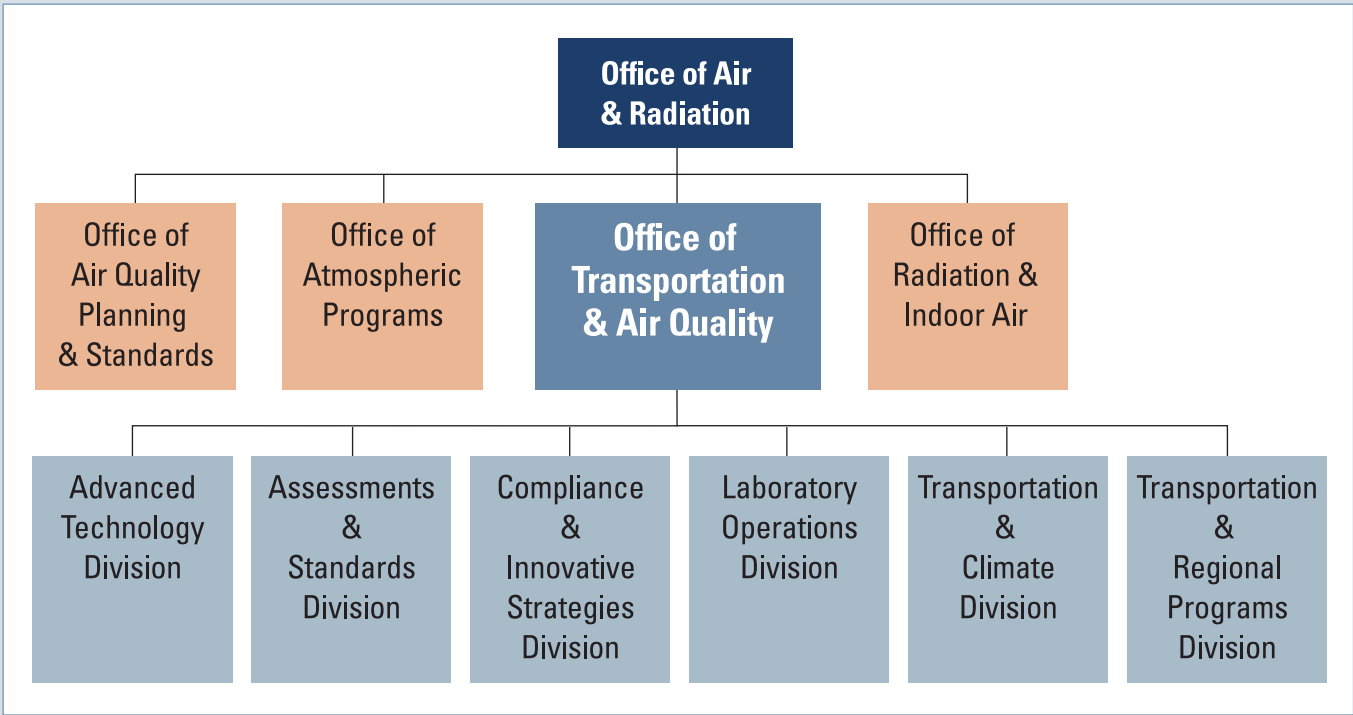 Office of Air
& Radiation
Office of
Air Quality
Planning
& Standards
Office of
Atmospheric
Programs
Office of
Transportation
& Air Quality
Office of
Radiation &
Indoor Air
Advanced
Technology
Division
Assessments
&
Standards
Division
Compliance
&
Innovative
Strategies
Division
Laboratory
Operations
Division
Transportation
&
Climate
Division
Transportation
&
Regional
Programs
Division